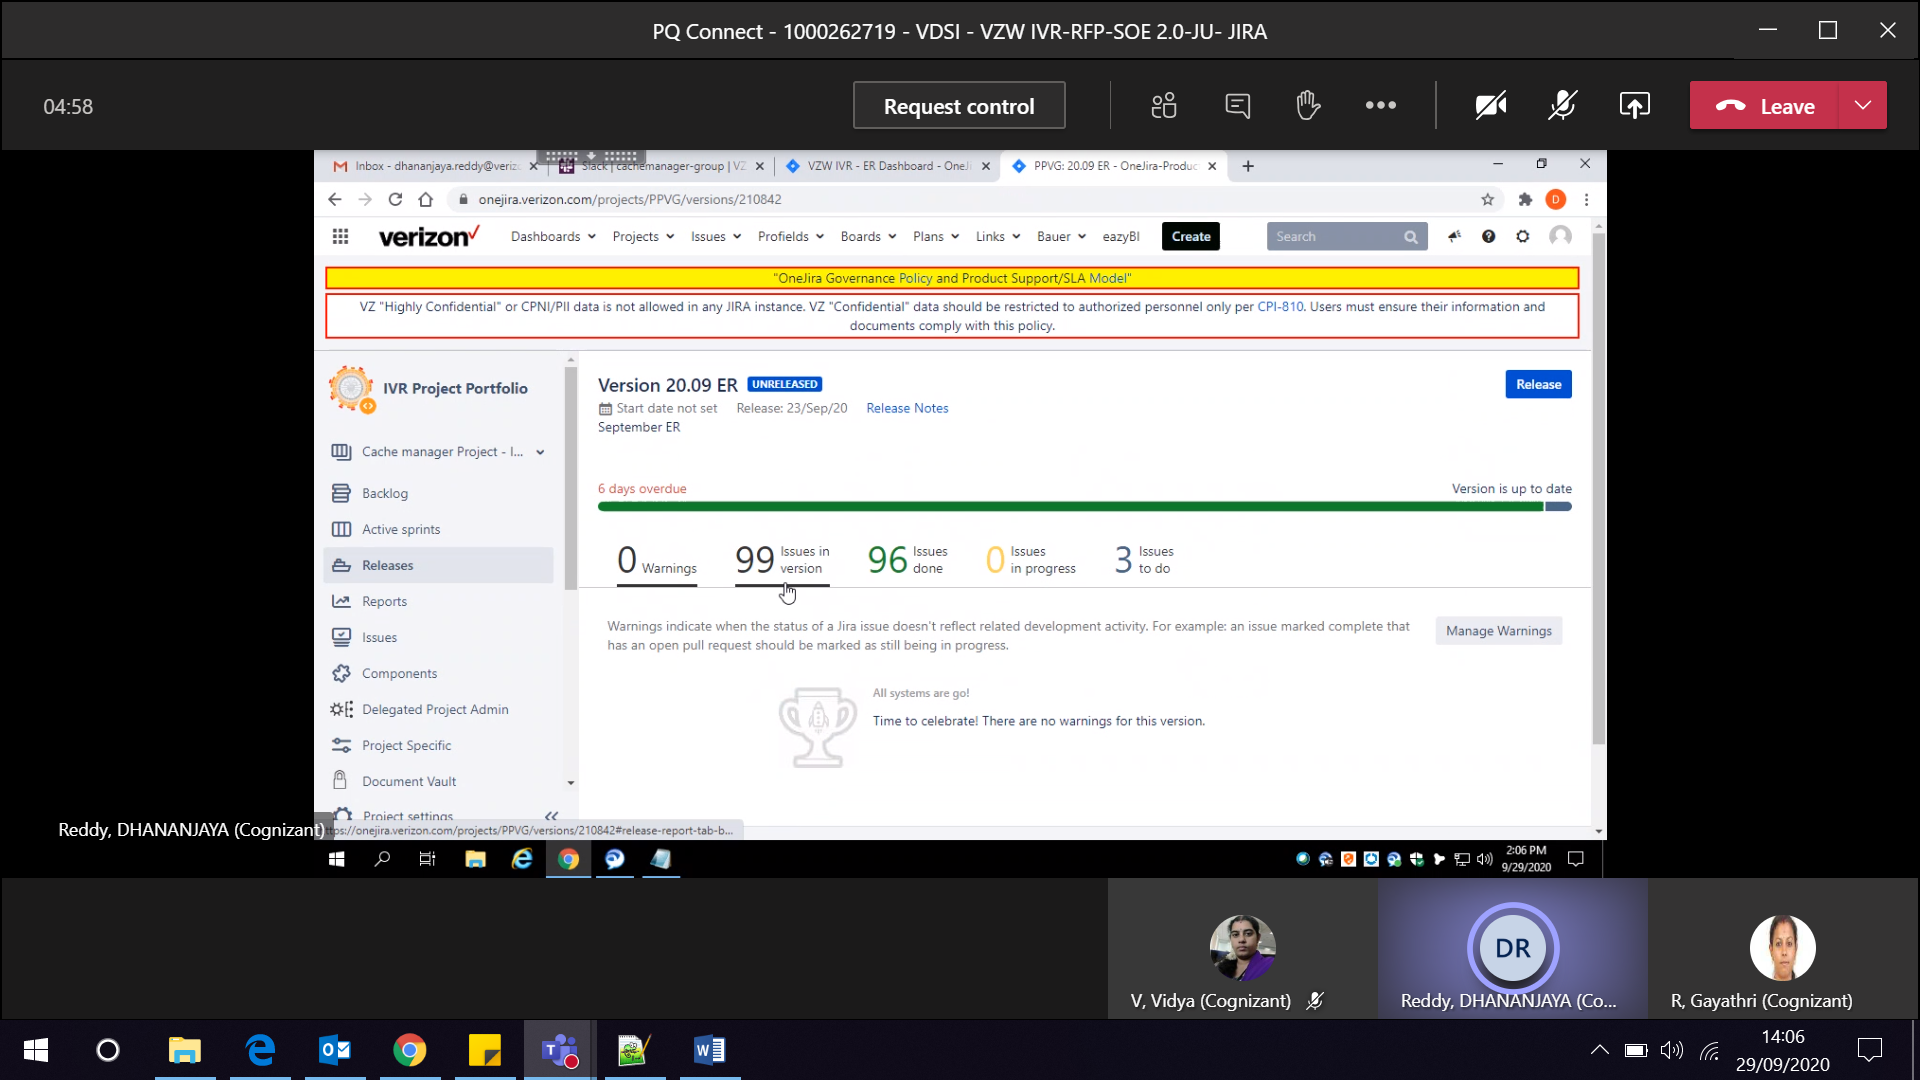 PQ Connect - 1000262719 - VDSI - VZW IVR-RFP-SOE 2.0-JU- JIRA
04:58
Request control
Leave
Inbox - dhananjaya.reddy@veriz
Slack | cachemanager-group | VZ
VZW IVR - ER Dashboard - OneJi
PPVG: 20.09 ER - OneJira-Produc
onejira.verizon.com/projects/PPVG/versions/210842
D
verizon
Dashboards
Projects
Issues
Profields
Boards
Plans
Links
Bauer
eazyBI
Create
Search
"OneJira Governance Policy and Product Support/SLA Model"
VZ "Highly Confidential" or CPNI/PII data is not allowed in any JIRA instance. VZ "Confidential" data should be restricted to authorized personnel only per CPI-810. Users must ensure their information and
documents comply with this policy.
IVR Project Portfolio
Cache manager Project - I...
Backlog
Active sprints
Releases
Reports
Issues
Components
Delegated Project Admin
Project Specific
Document Vault
Project settings
Version 20.09 ER UNRELEASED
Release
Start date not set Release: 23/Sep/20 Release Notes
September ER
6 days overdue
Version is up to date
0 Warnings
99 Issues in version
96 Issues done
0 Issues in progress
3 Issues to do
Warnings indicate when the status of a Jira issue doesn't reflect related development activity. For example: an issue marked complete that
has an open pull request should be marked as still being in progress.
Manage Warnings
All systems are go!
Time to celebrate! There are no warnings for this version.
Reddy, DHANANJAYA (Cognizant)
ttps://onejira.verizon.com/projects/PPVG/versions/210842#release-report-tab-b...
2:06 PM
9/29/2020
DR
V, Vidya (Cognizant)
Reddy, DHANANJAYA (Co...
R, Gayathri (Cognizant)
14:06
29/09/2020